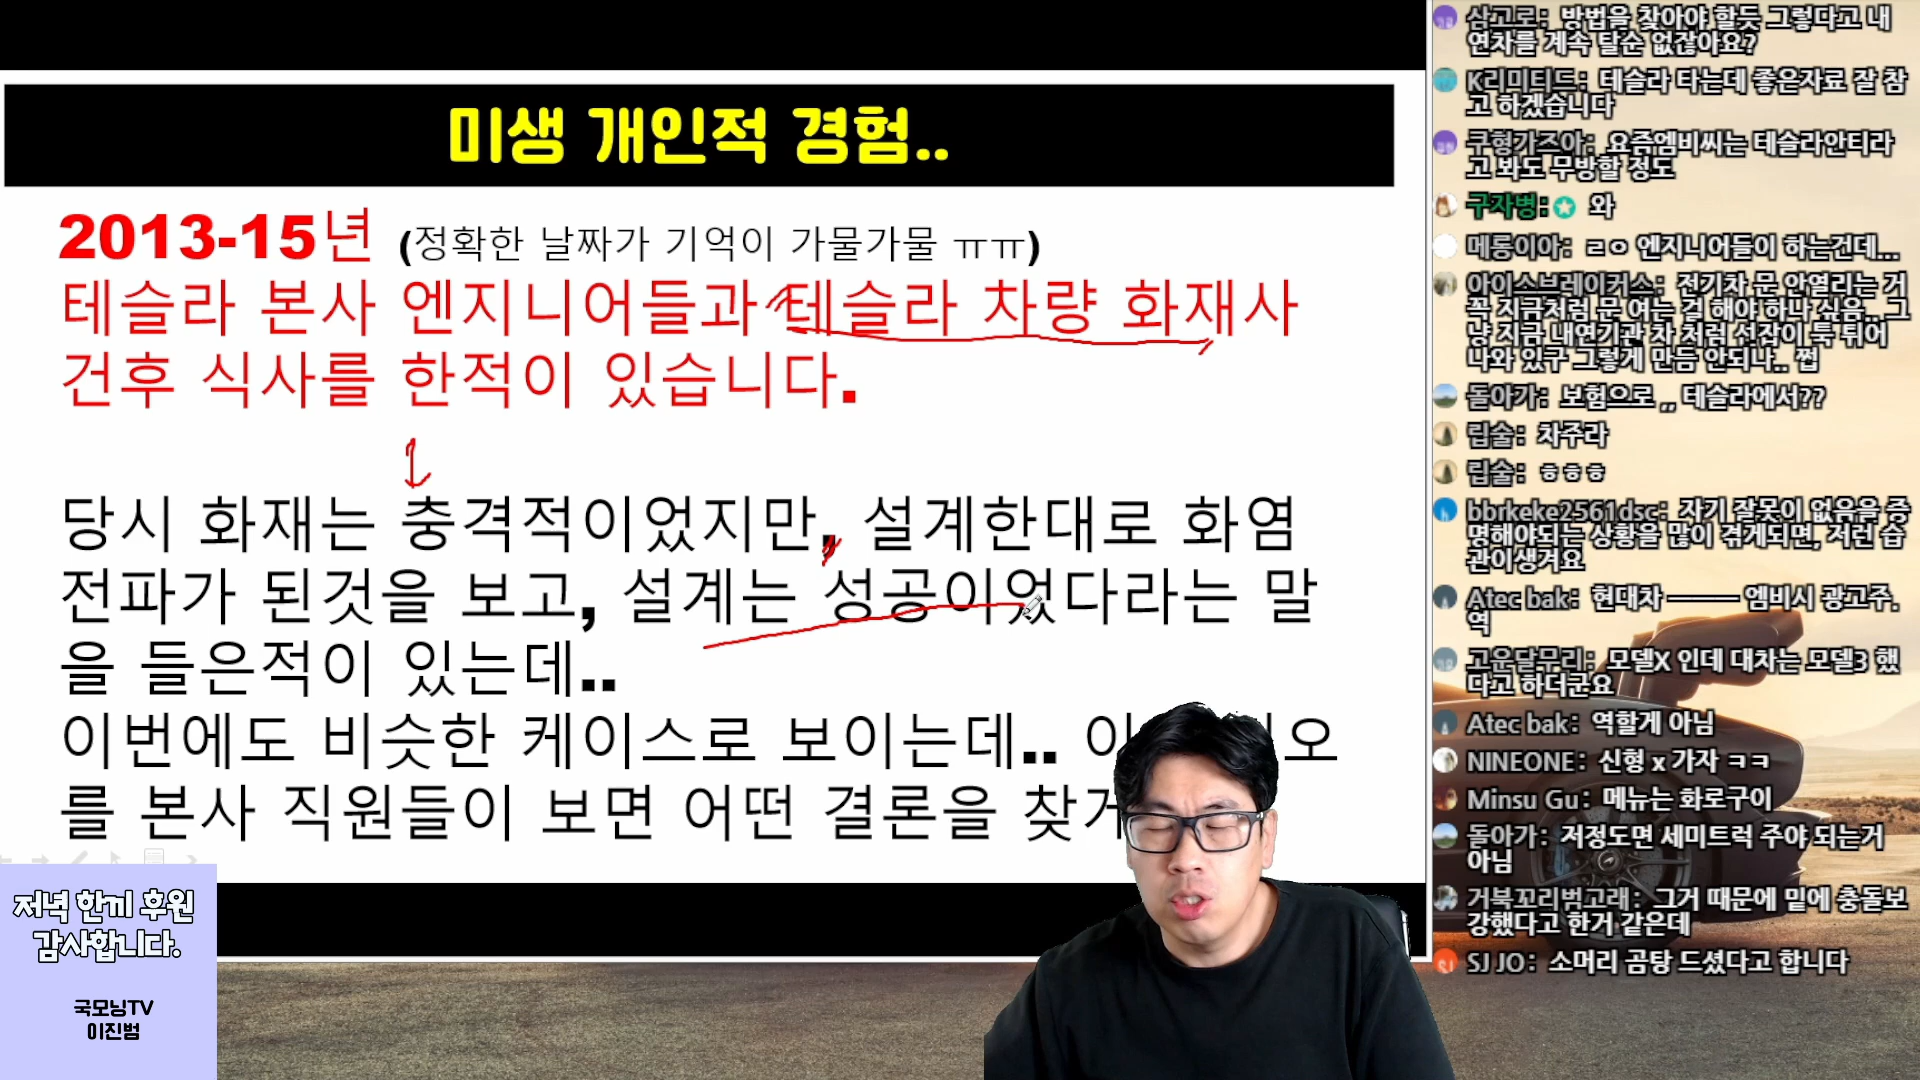 미생 개인적 경험..
2013-15년 (정확한 날짜가 기억이 가물가물 ㅠㅠ)
테슬라 본사 엔지니어들과 테슬라 차량 화재사
건후 식사를 한적이 있습니다.
당시 화재는 충격적이었지만, 설계한대로 화염
전파가 된것을 보고, 설계는 성공이었다라는 말
을 들은적이 있는데..
이번에도 비슷한 케이스로 보이는데.. 오
를 본사 직원들이 보면 어떤 결론을
저녁 한끼 후원
감사합니다.
국모닝TV
이진범
삼고로: 방법을 찾아야 할듯 그렇다고 내
연차를 계속 탈순 없잖아요?
K리미티드: 테슬라 타는데 좋은자료 잘 참
고 하겠습니다
쿠형가즈아: 요즘엠비씨는 테슬라안티라
고 봐도 무방할 정도
구자병: 와
메롱이아: ㄹㅇ 엔지니어들이 하는건데...
아이스브레이커스: 전기차 문 안열리는 거
꼭 지금처럼 문 여는 걸 해야 하나 싶음.. 그
냥 지금 내연기관 차 처럼 선잡이 툭 튀어
나와 있구 그렇게 만듬 안되나.. 쩝
돌아가: 보험으로 ,, 테슬라에서??
립술: 차주라
립술: ㅎㅎㅎ
bbrkeke2561dsc: 자기 잘못이 없음을 증
명해야되는 상황을 많이 겪게되면, 저런 습
관이생겨요
Atec bak: 현대차 ──── 엠비시 광고주.
역
고운달무리: 모델X 인데 대차는 모델3 했
다고 하더군요
Atec bak: 역할게 아님
NINEONE: 신형 x 가자 ㅋㅋ
Minsu Gu: 메뉴는 화로구이
돌아가: 저정도면 세미트럭 주야 되는거
아님
거북꼬리범고래: 그거 때문에 밑에 충돌보
강했다고 한거 같은데
SJ JO: 소머리 곰탕 드셨다고 합니다